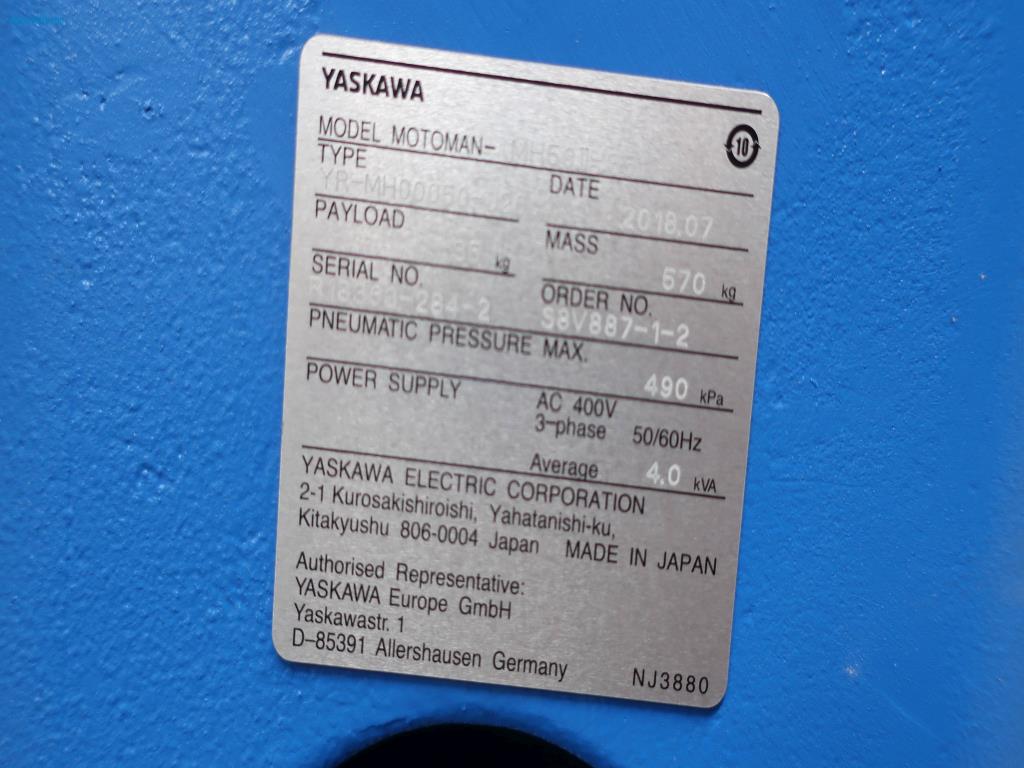 YASKAWA
10
MODEL MOTOMAN-
TYPE
DATE 2018.07
PAYLOAD kg
MASS 570 kg
SERIAL NO.
ORDER NO. S8V887-1-2
PNEUMATIC PRESSURE MAX. 490 kPa
POWER SUPPLY AC 400V
3-phase 50/60Hz
Average 4.0 kVA
YASKAWA ELECTRIC CORPORATION
2-1 Kurosakishiroishi, Yahatanishi-ku,
Kitakyushu 806-0004 Japan MADE IN JAPAN
Authorised Representative:
YASKAWA Europe GmbH
Yaskawastr. 1
D-85391 Allershausen Germany
NJ3880